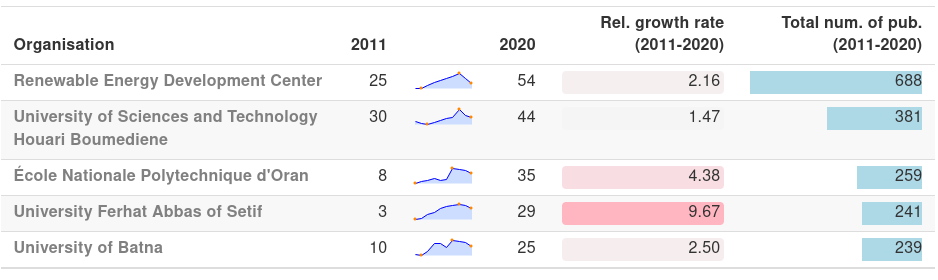 Organisation 2011 2020 Rel. growth rate (2011-2020) Total num. of pub. (2011-2020)
Renewable Energy Development Center 25 54 2.16 688
University of Sciences and Technology 30 44 1.47 381
Houari Boumediene
École Nationale Polytechnique d'Oran 8 35 4.38 259
University Ferhat Abbas of Setif 3 29 9.67 241
University of Batna 10 25 2.50 239